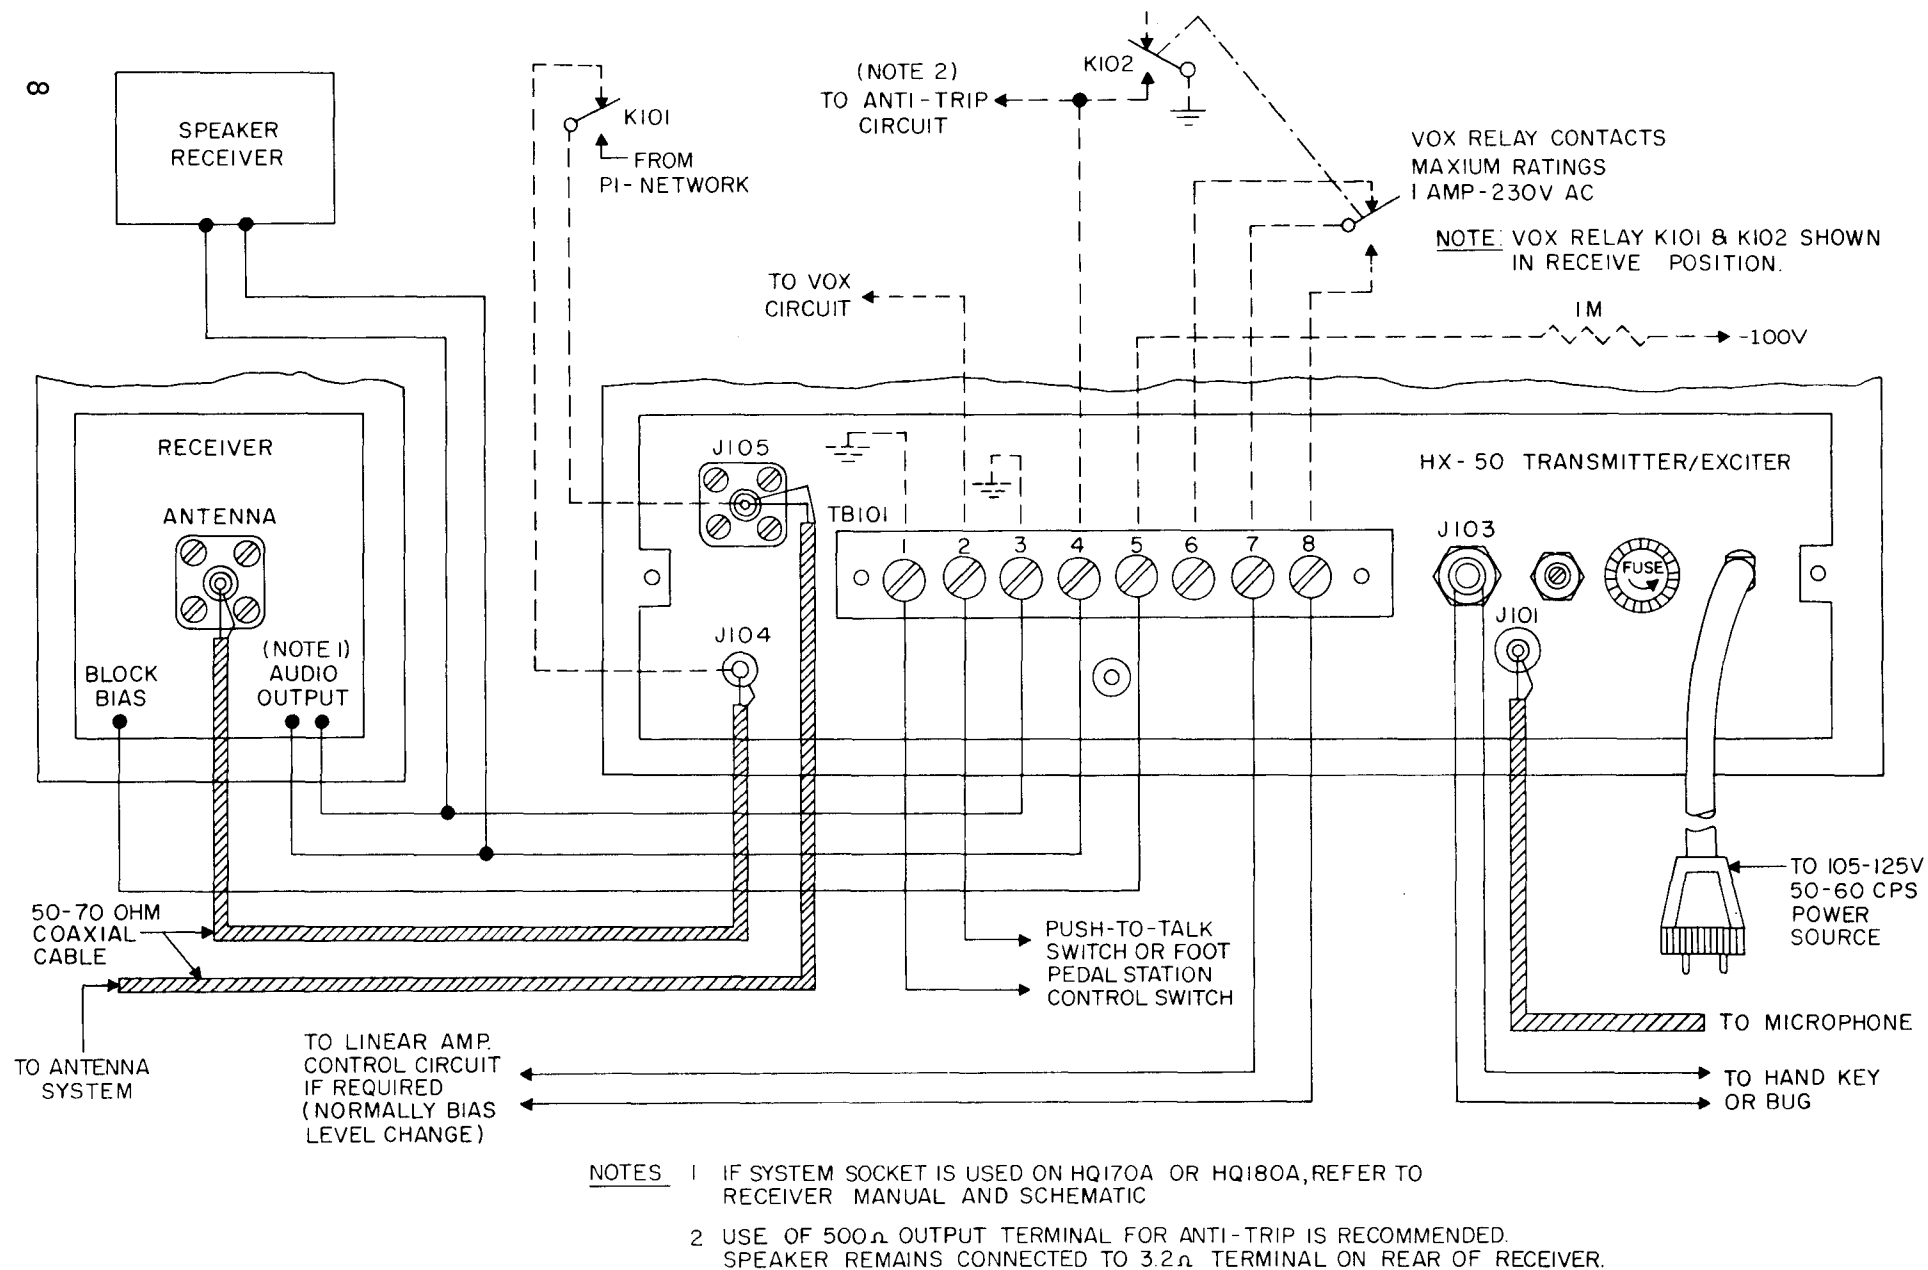 8
SPEAKER
RECEIVER
K101
FROM
PI-NETWORK
(NOTE 2)
TO ANTI-TRIP
CIRCUIT
K102
VOX RELAY CONTACTS
MAXIUM RATINGS
1 AMP-230V AC
NOTE: VOX RELAY K101 & K102 SHOWN
IN RECEIVE POSITION.
TO VOX
CIRCUIT
1M
-100V
RECEIVER
ANTENNA
(NOTE 1)
AUDIO
OUTPUT
BLOCK
BIAS
J105
J104
TB101
1 2 3 4 5 6 7 8
HX-50 TRANSMITTER/EXCITER
J103
FUSE
J101
50-70 OHM
COAXIAL
CABLE
TO ANTENNA
SYSTEM
PUSH-TO-TALK
SWITCH OR FOOT
PEDAL STATION
CONTROL SWITCH
TO 105-125V
50-60 CPS
POWER
SOURCE
TO MICROPHONE
TO HAND KEY
OR BUG
TO LINEAR AMP.
CONTROL CIRCUIT
IF REQUIRED
(NORMALLY BIAS
LEVEL CHANGE)
NOTES 1 IF SYSTEM SOCKET IS USED ON HQ170A OR HQ180A, REFER TO
RECEIVER MANUAL AND SCHEMATIC
2 USE OF 500Ω OUTPUT TERMINAL FOR ANTI-TRIP IS RECOMMENDED.
SPEAKER REMAINS CONNECTED TO 3.2Ω TERMINAL ON REAR OF RECEIVER.